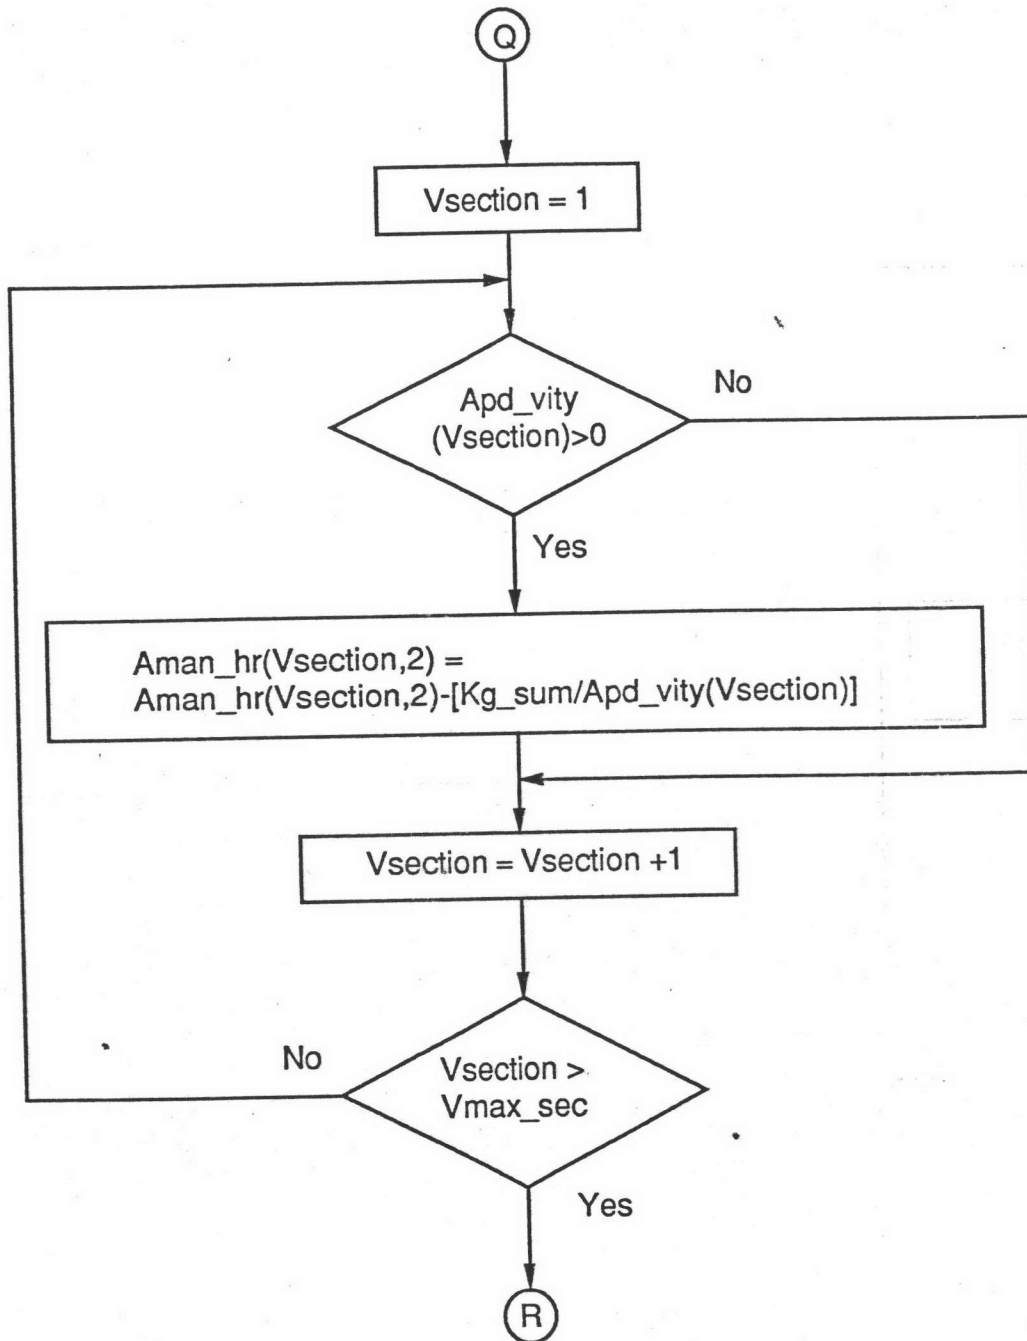 Q
Vsection = 1
Apd_vity
(Vsection)>0
No
Yes
Aman_hr(Vsection,2) =
Aman_hr(Vsection,2)-[Kg_sum/Apd_vity(Vsection)]
Vsection = Vsection +1
No
Vsection >
Vmax_sec
Yes
R